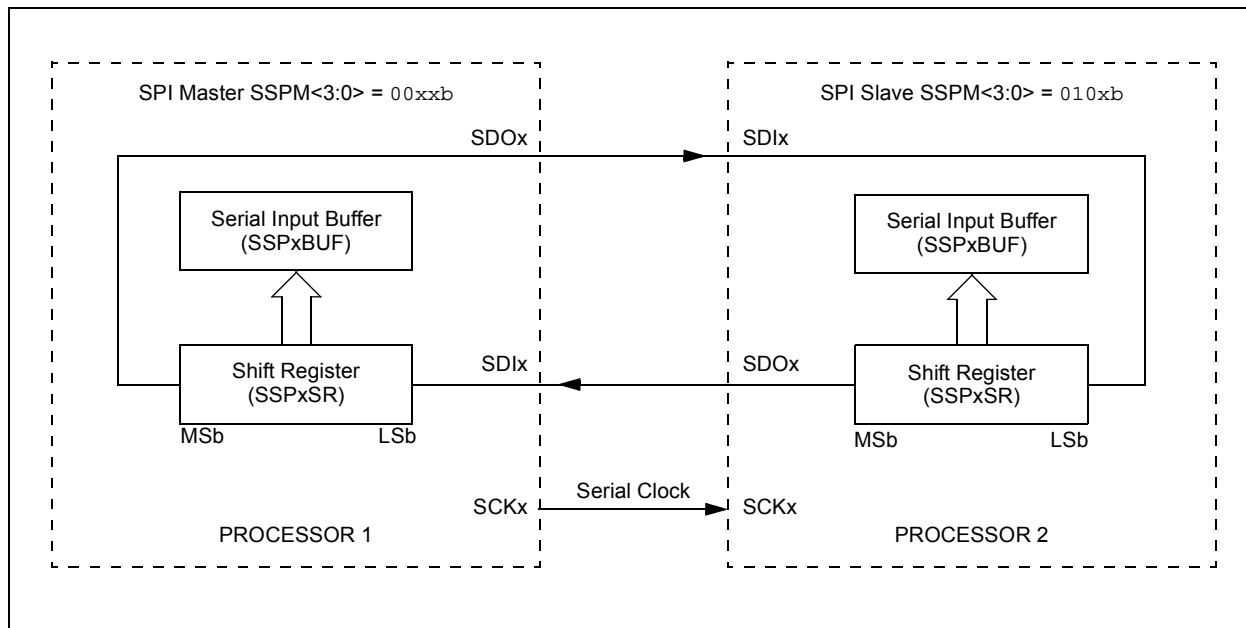 SPI Master SSPM<3:0> = 00xxb
SPI Slave SSPM<3:0> = 010xb
SDOx
SDIx
Serial Input Buffer
(SSPxBUF)
Serial Input Buffer
(SSPxBUF)
Shift Register
(SSPxSR)
SDIx
SDOx
Shift Register
(SSPxSR)
MSb
LSb
MSb
LSb
SCKx
Serial Clock
SCKx
PROCESSOR 1
PROCESSOR 2